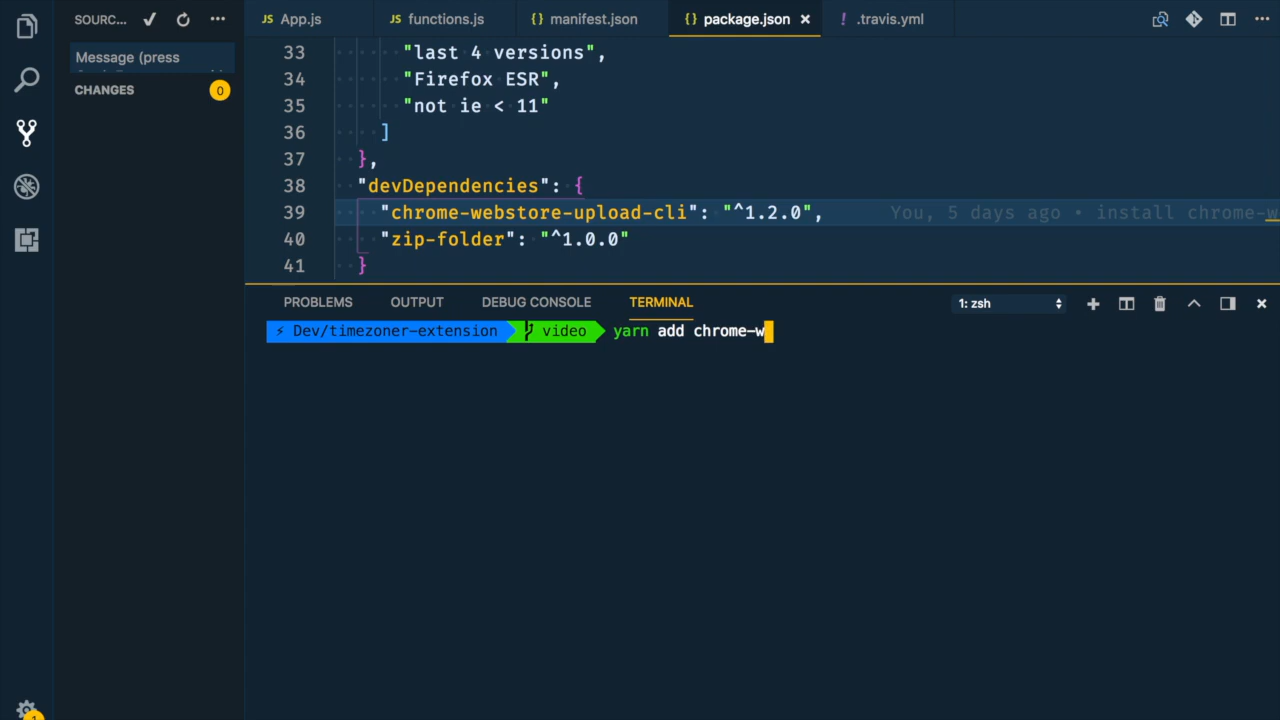 SOURC...
App.js
functions.js
manifest.json
package.json
.travis.yml
Message (press
CHANGES 0
33 "last 4 versions",
34 "Firefox ESR",
35 "not ie < 11"
36 ]
37 },
38 "devDependencies": {
39 "chrome-webstore-upload-cli": "^1.2.0", You, 5 days ago • install chrome-w
40 "zip-folder": "^1.0.0"
41 }
PROBLEMS OUTPUT DEBUG CONSOLE TERMINAL 1: zsh
⚡ Dev/timezoner-extension video yarn add chrome-w
1